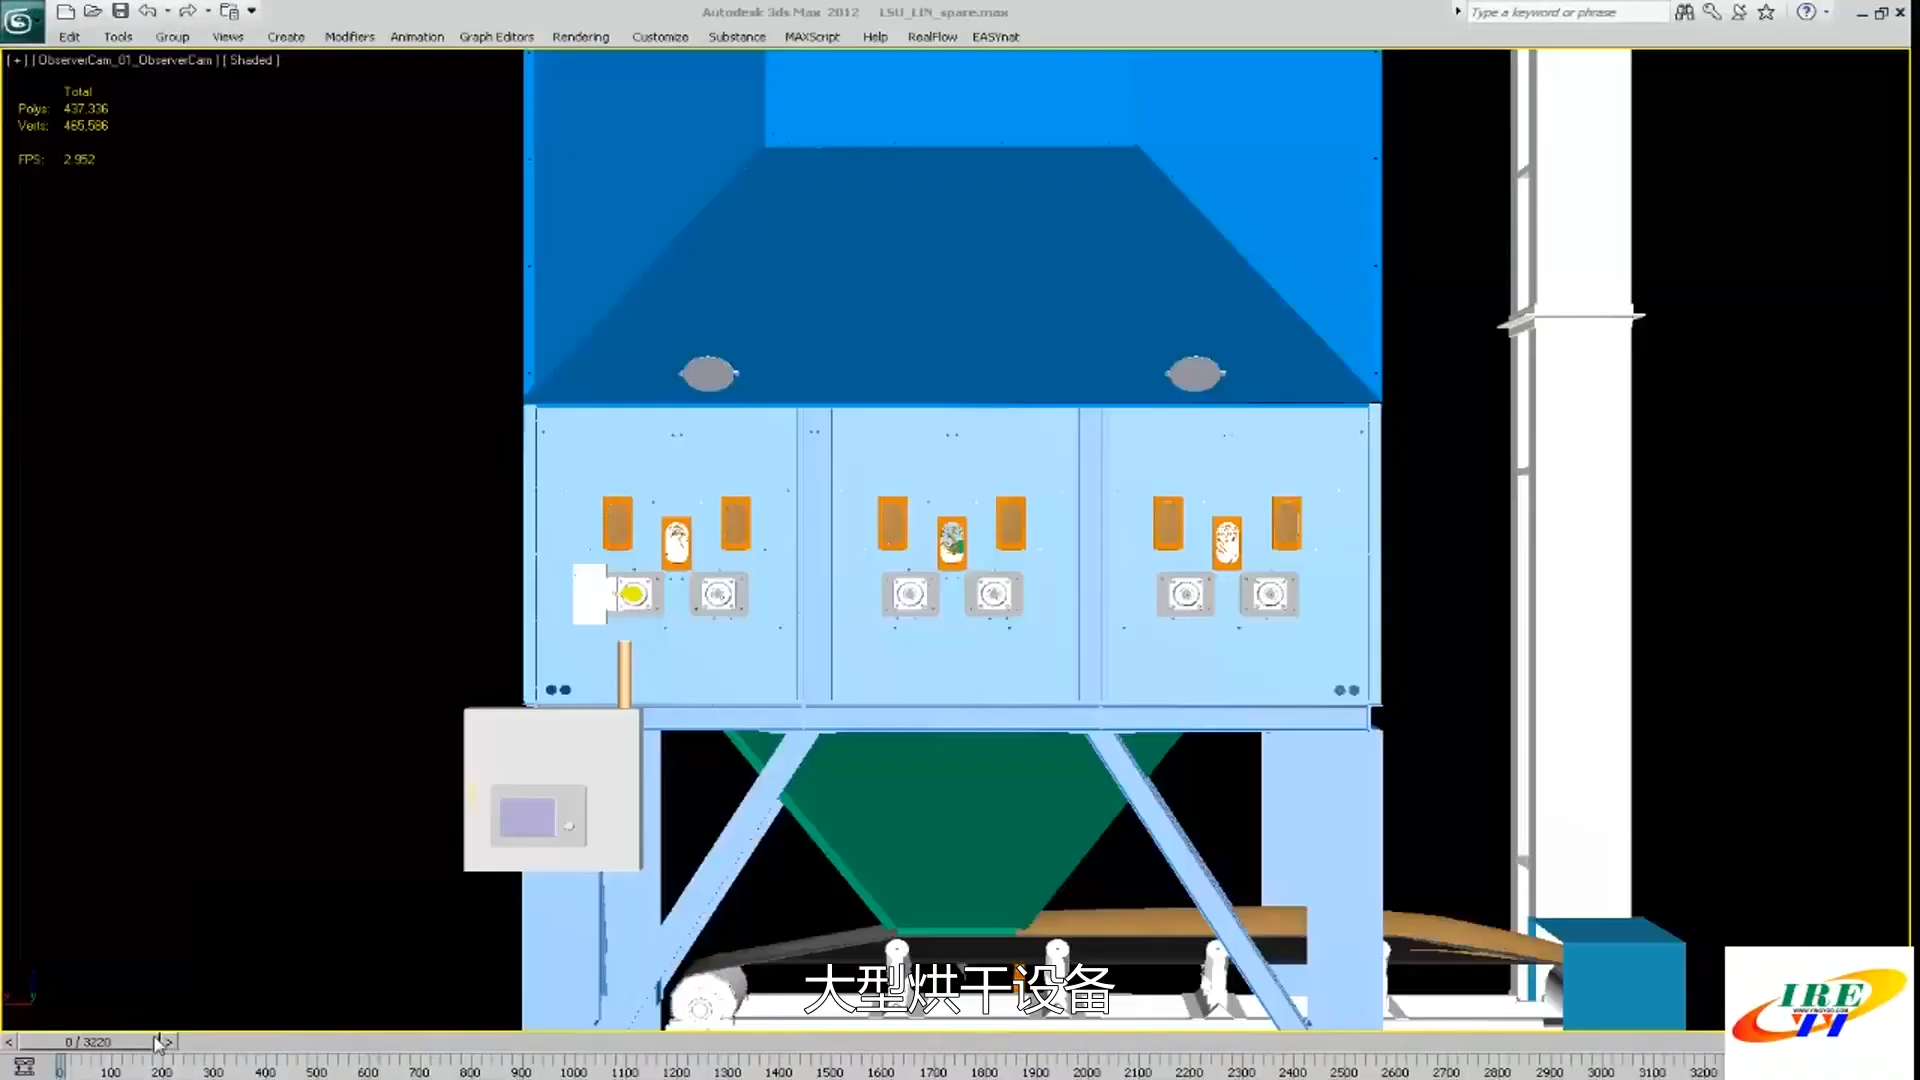 Autodesk 3ds Max 2012 LSU_LIN_spare.max
Type a keyword or phrase
Edit Tools Group Views Create Modifiers Animation Graph Editors Rendering Customize Substance MAXScript Help RealFlow EASYnat
[ + ] [ ObserverCam_01_ObserverCam ] [ Shaded ]
Total
Polys: 437.336
Verts: 465.586
FPS: 2.952
大型烘干设备
IRE
< 0 / 3220 >
0 100 200 300 400 500 600 700 800 900 1000 1100 1200 1300 1400 1500 1600 1700 1800 1900 2000 2100 2200 2300 2400 2500 2600 2700 2800 2900 3000 3100 3200